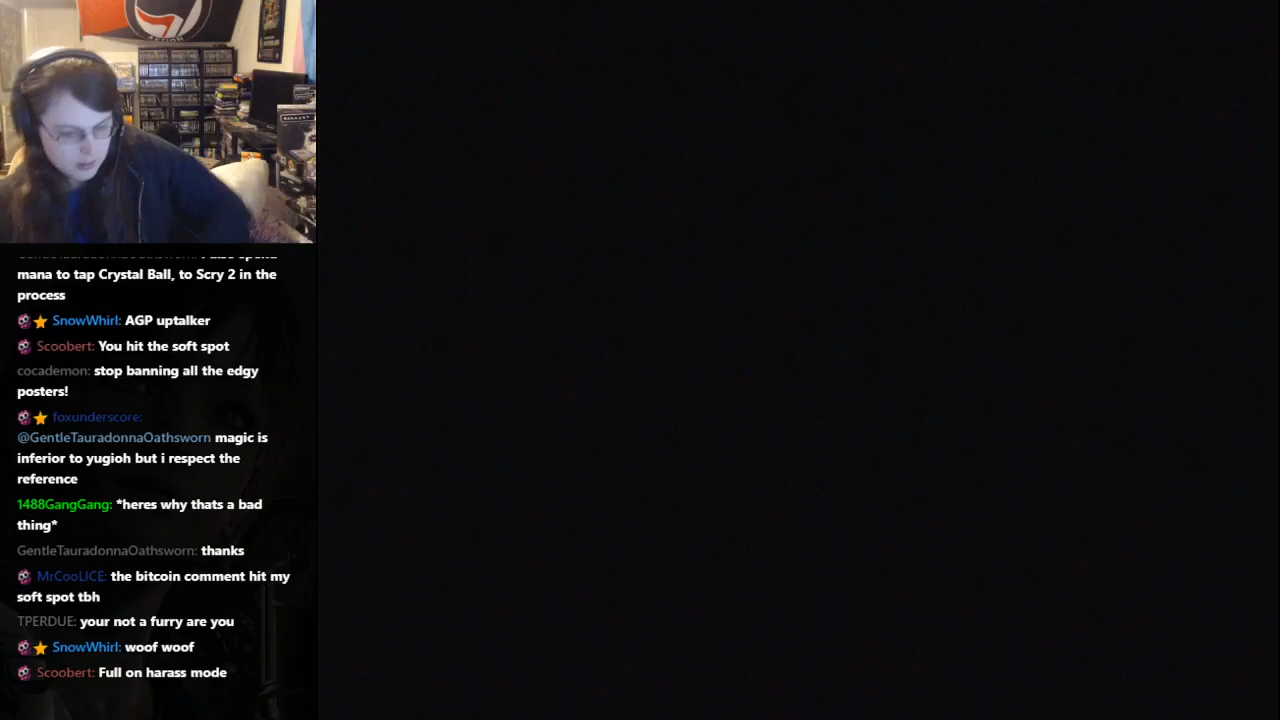 AKTION
MANHUNT
mana to tap Crystal Ball, to Scry 2 in the
process
SnowWhirl: AGP uptalker
Scoobert: You hit the soft spot
cocademon: stop banning all the edgy
posters!
foxunderscore:
@GentleTauradonnaOathsworn magic is
inferior to yugioh but i respect the
reference
1488GangGang: *heres why thats a bad
thing*
GentleTauradonnaOathsworn: thanks
MrCooLICE: the bitcoin comment hit my
soft spot tbh
TPERDUE: your not a furry are you
SnowWhirl: woof woof
Scoobert: Full on harass mode